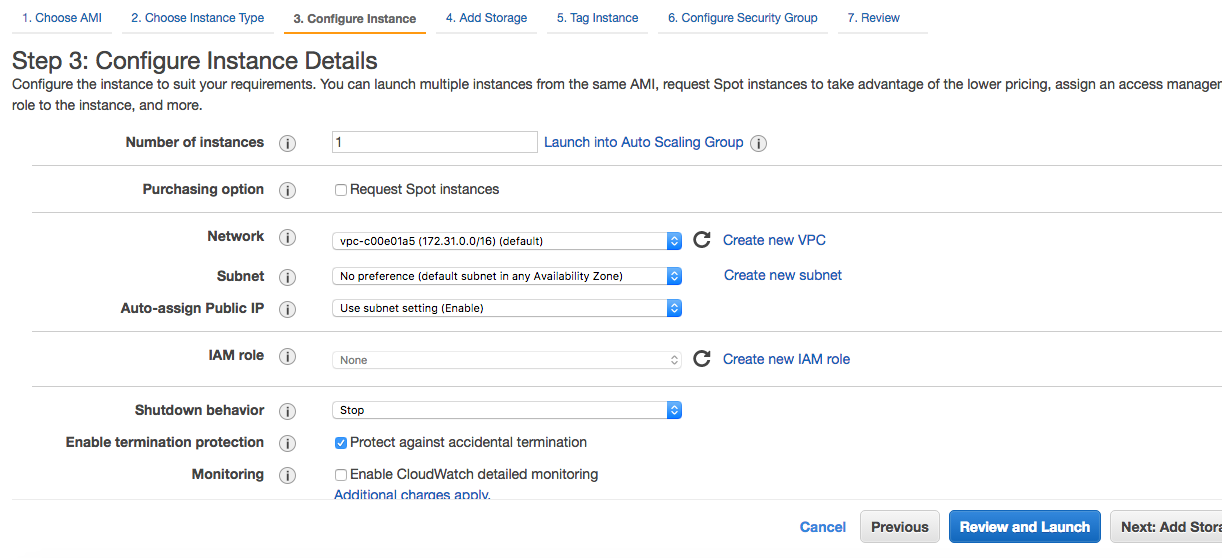 1. Choose AMI 2. Choose Instance Type 3. Configure Instance 4. Add Storage 5. Tag Instance 6. Configure Security Group 7. Review
Step 3: Configure Instance Details
Configure the instance to suit your requirements. You can launch multiple instances from the same AMI, request Spot instances to take advantage of the lower pricing, assign an access manager
role to the instance, and more.
Number of instances i 1 Launch into Auto Scaling Group i
Purchasing option i Request Spot instances
Network i vpc-c00e01a5 (172.31.0.0/16) (default) Create new VPC
Subnet i No preference (default subnet in any Availability Zone) Create new subnet
Auto-assign Public IP i Use subnet setting (Enable)
IAM role i None Create new IAM role
Shutdown behavior i Stop
Enable termination protection i Protect against accidental termination
Monitoring i Enable CloudWatch detailed monitoring
Additional charges apply.
Cancel Previous Review and Launch Next: Add Stora